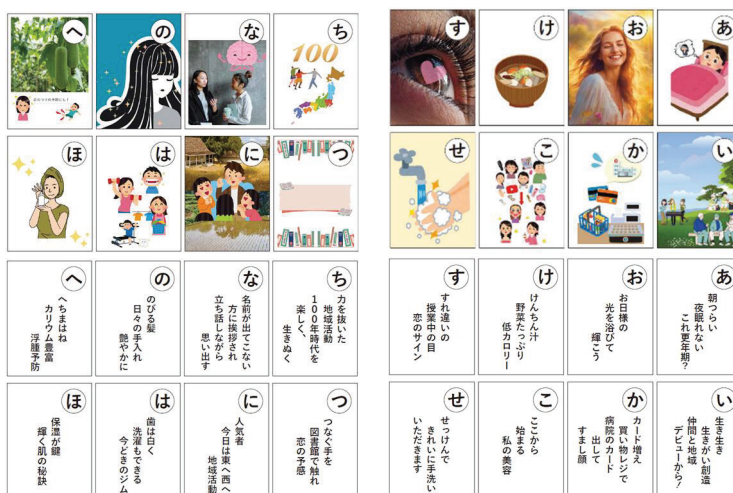 へ
の
な
ち
100
ほ
は
に
つ
へ
へちまはね
カリウム豊富
浮腫予防
の
のびる髪
日々の手入れ
艶やかに
な
名前が出てこない
方に挨拶され
立ち話しながら
思い出す
ち
力を抜いた
地域活動
100年時代を
楽しく、
生きぬく
ほ
保湿が鍵
輝く肌の秘訣
は
歯は白く
洗濯もできる
今どきのジム
に
人気者
今日は東へ西へ
地域活動
つ
つなぐ手を
図書館で触れ
恋の予感
す
け
お
あ
せ
こ
か
い
す
すれ違いの
授業中の目
恋のサイン
け
けんちん汁
野菜たっぷり
低カロリー
お
お日様の
光を浴びて
輝こう
あ
朝つらい
夜眠れない
これ更年期?
せ
せっけんで
きれいに手洗い
いただきます
こ
ここから
始まる
私の美容
か
カード増え
買い物レジで
病院のカード
出して
すまし顔
い
生き生き
生きがい創造
仲間と地域
デビューから!